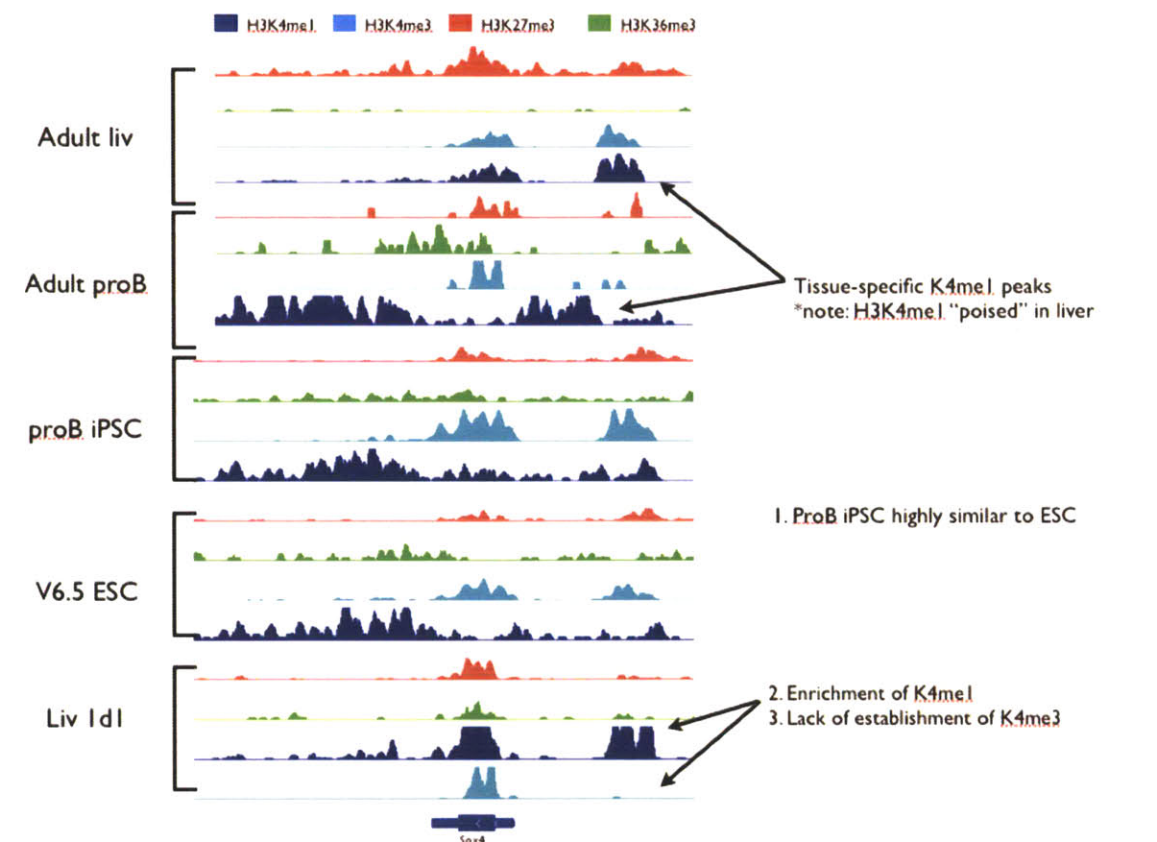 H3K4me1 H3K4me3 H3K27me3 H3K36me3
Adult liv
Adult proB
Tissue-specific K4me1 peaks
*note: H3K4me1 "poised" in liver
proB iPSC
1. ProB iPSC highly similar to ESC
V6.5 ESC
2. Enrichment of K4me1
3. Lack of establishment of K4me3
Liv 1d1